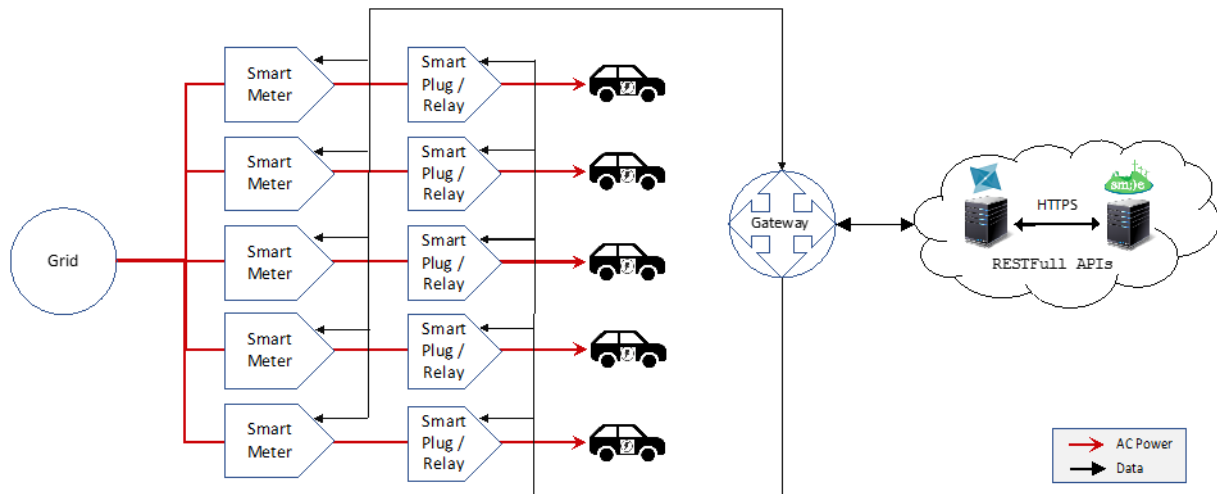 Grid
Smart
Meter
Smart
Plug /
Relay
Smart
Meter
Smart
Plug /
Relay
Smart
Meter
Smart
Plug /
Relay
Smart
Meter
Smart
Plug /
Relay
Smart
Meter
Smart
Plug /
Relay
Gateway
smile
HTTPS
RESTFull APIs
AC Power
Data